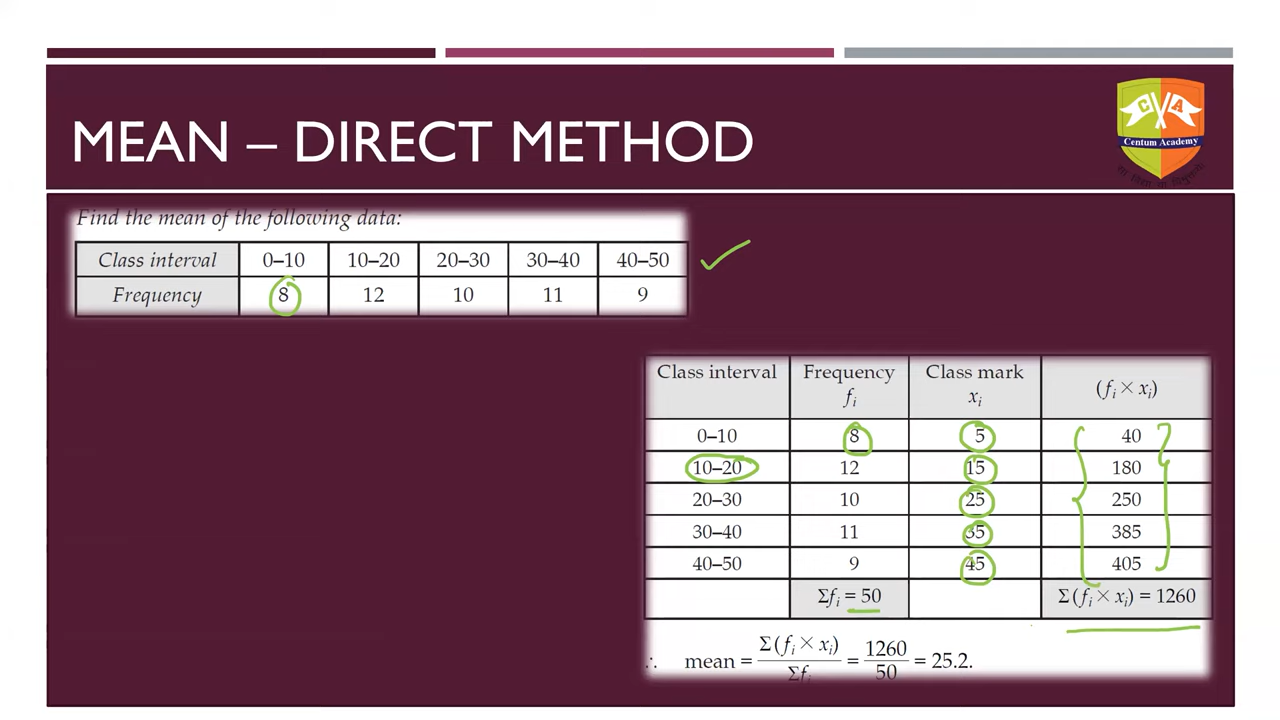 MEAN – DIRECT METHOD
C A
Centum Academy
Find the mean of the following data:
Class interval 0–10 10–20 20–30 30–40 40–50
Frequency 8 12 10 11 9
Class interval Frequency fᵢ Class mark xᵢ (fᵢ × xᵢ)
0–10 8 5 40
10–20 12 15 180
20–30 10 25 250
30–40 11 35 385
40–50 9 45 405
Σfᵢ = 50 Σ(fᵢ × xᵢ) = 1260
∴ mean = Σ(fᵢ × xᵢ) / Σfᵢ = 1260 / 50 = 25.2.